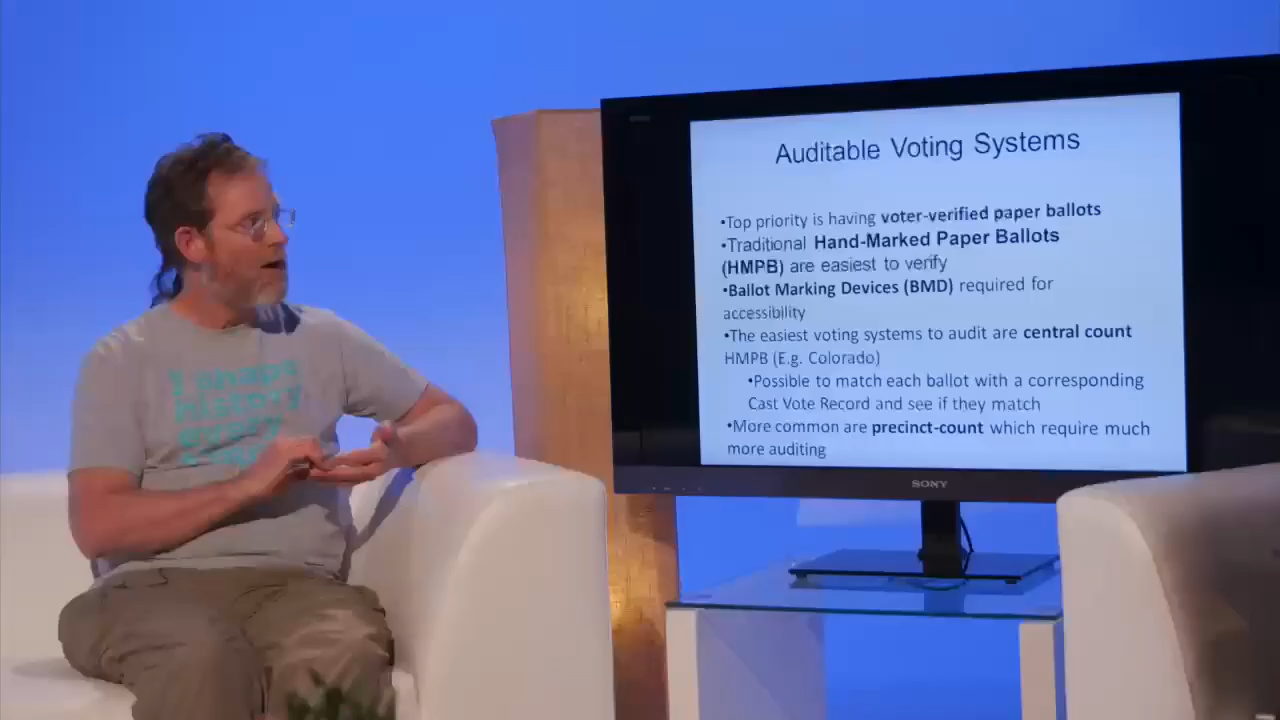 Auditable Voting Systems
•Top priority is having voter-verified paper ballots
•Traditional Hand-Marked Paper Ballots
(HMPB) are easiest to verify
•Ballot Marking Devices (BMD) required for
accessibility
•The easiest voting systems to audit are central count
HMPB (E.g. Colorado)
•Possible to match each ballot with a corresponding
Cast Vote Record and see if they match
•More common are precinct-count which require much
more auditing
SONY
I shape
history
every